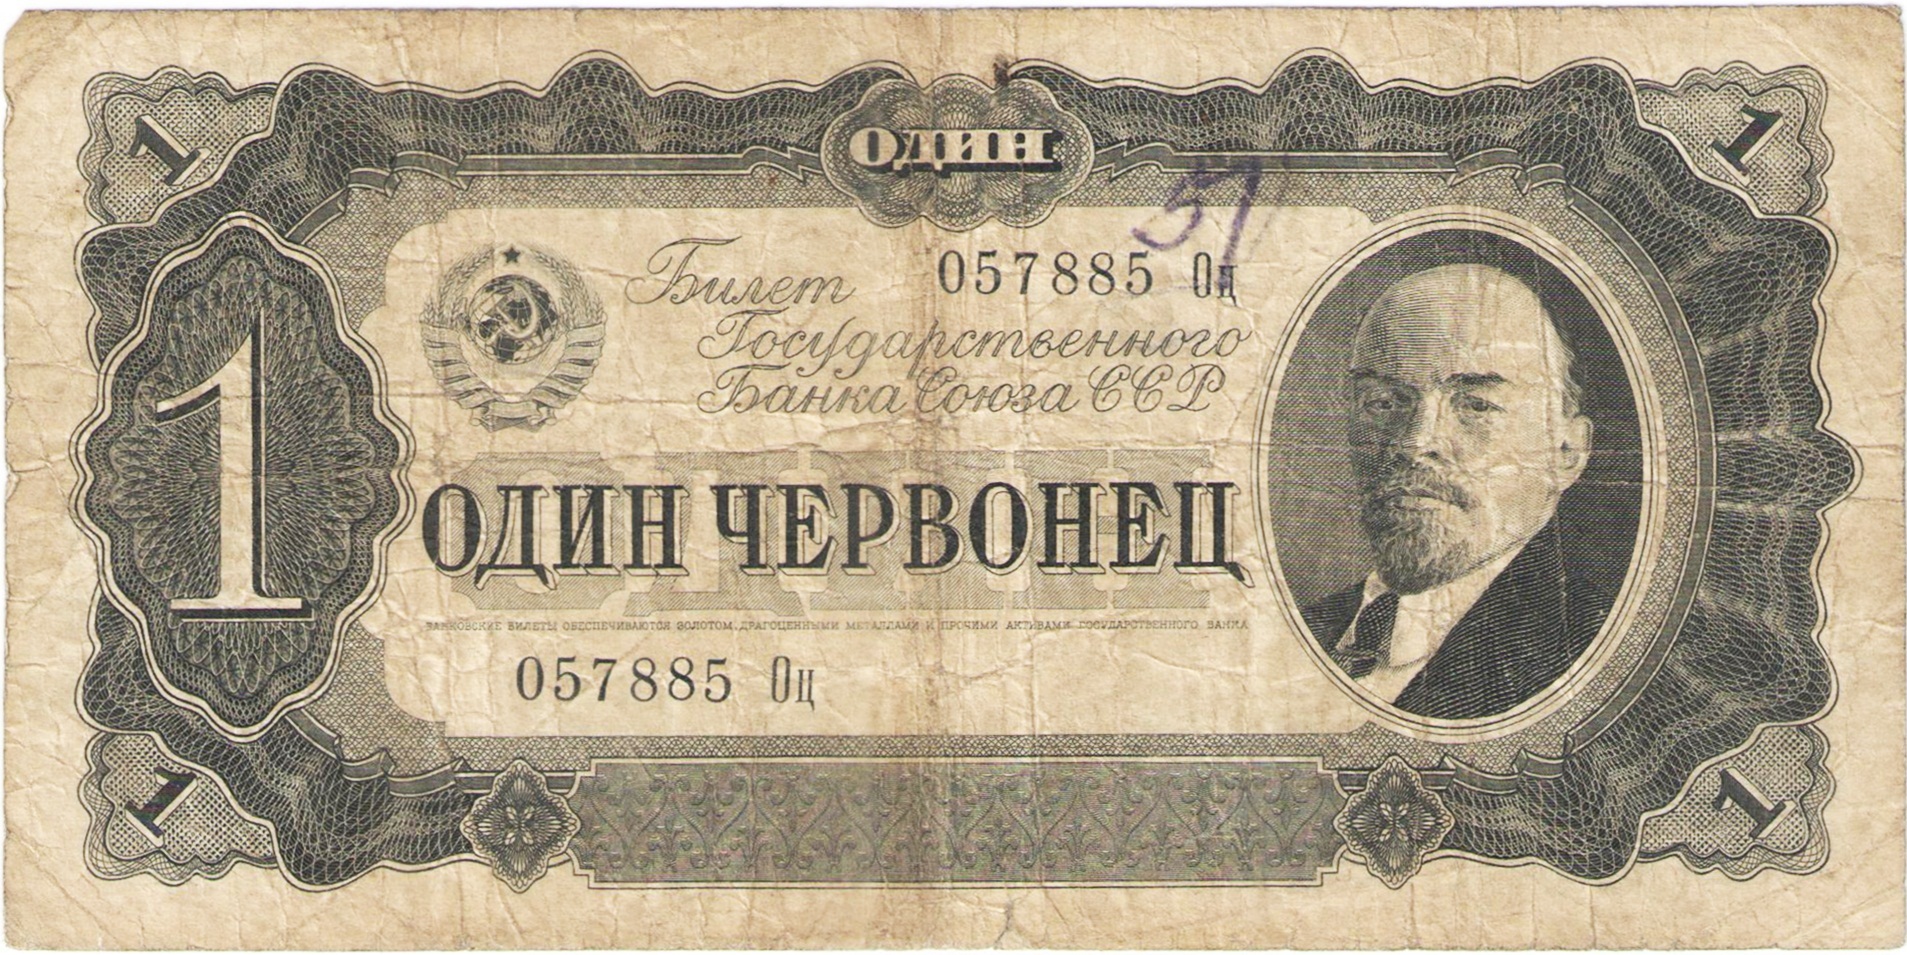 1 ОДИН 1
51
Билет 057885 Оц
Государственного
Банка Союза ССР
1
ОДИН ЧЕРВОНЕЦ
БАНКОВСКИЕ БИЛЕТЫ ОБЕСПЕЧИВАЮТСЯ ЗОЛОТОМ, ДРАГОЦЕННЫМИ МЕТАЛЛАМИ И ПРОЧИМИ АКТИВАМИ ГОСУДАРСТВЕННОГО БАНКА
057885 Оц
1 1